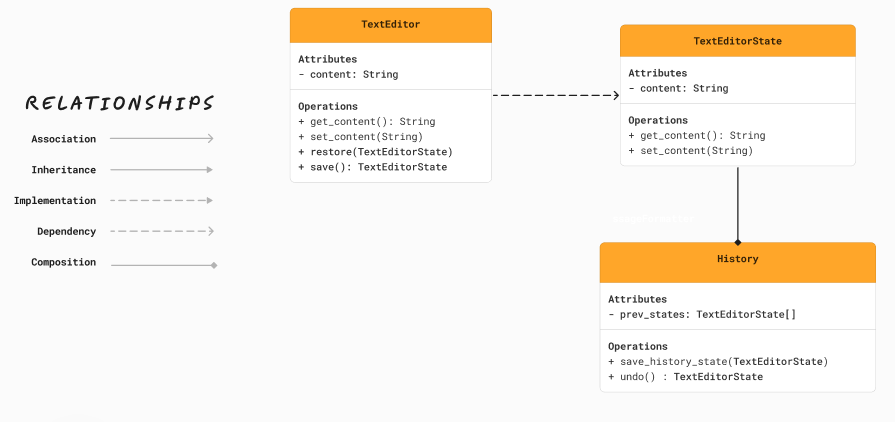 RELATIONSHIPS
Association
Inheritance
Implementation
Dependency
Composition
TextEditor
Attributes
- content: String
Operations
+ get_content(): String
+ set_content(String)
+ restore(TextEditorState)
+ save(): TextEditorState
TextEditorState
Attributes
- content: String
Operations
+ get_content(): String
+ set_content(String)
History
Attributes
- prev_states: TextEditorState[]
Operations
+ save_history_state(TextEditorState)
+ undo() : TextEditorState